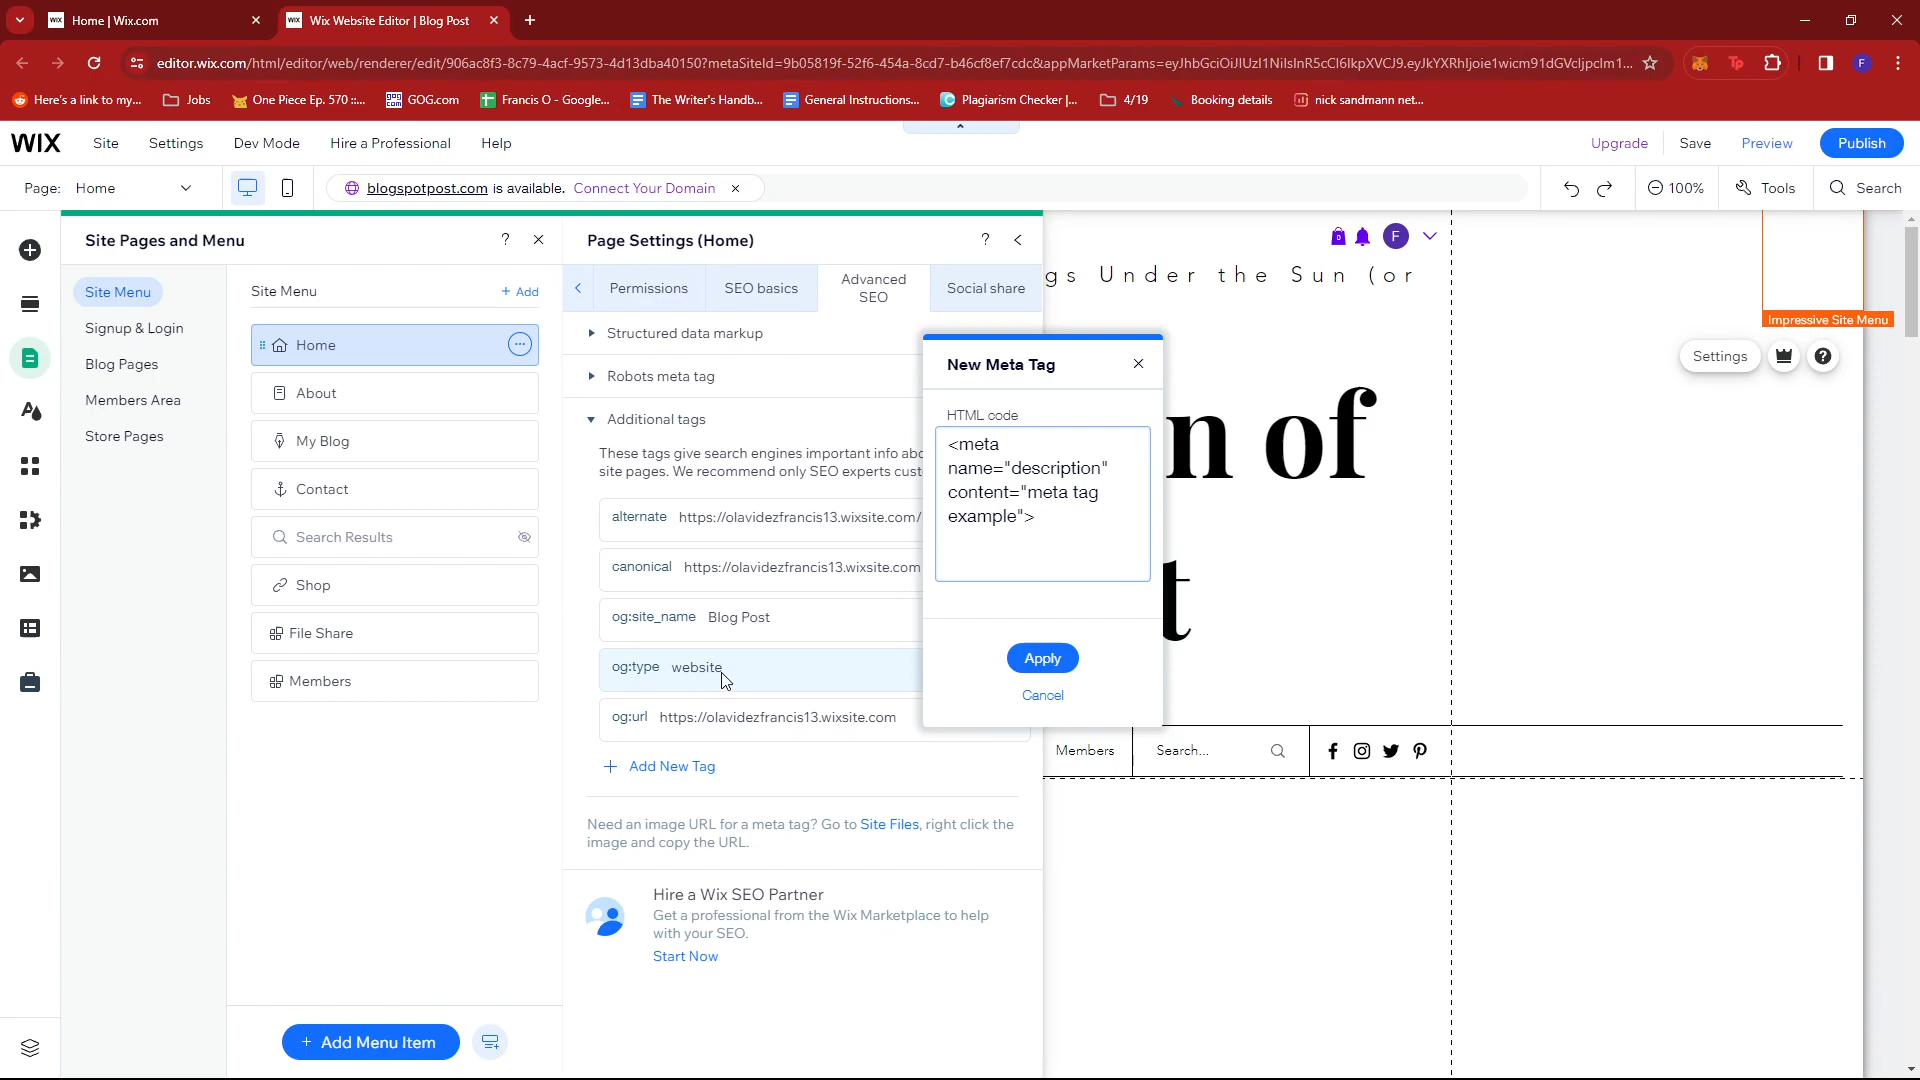 Home | Wix.com
WIX Wix Website Editor | Blog Post
editor.wix.com/html/editor/web/renderer/edit/906ac8f3-8c79-4acf-9573-4d13dba40150?metaSiteId=9b05819f-52f6-454a-8cd7-b46cf8ef7cdc&appMarketParams=eyJhbGciOiJIUzI1NiIsInR5cCI6IkpXVCJ9.eyJkYXRhIjoie1wicm91dGVcIjpcIm1...
Here's a link to my...
Jobs
One Piece Ep. 570 ::...
GOG.com
Francis O - Google...
The Writer's Handb...
General Instructions...
Plagiarism Checker |...
4/19
Booking details
nick sandmann net...
WIX
Site
Settings
Dev Mode
Hire a Professional
Help
Upgrade
Save
Preview
Publish
Page: Home
blogspotpost.com is available. Connect Your Domain
100%
Tools
Search
Site Pages and Menu
?
Site Menu
Signup & Login
Blog Pages
Members Area
Store Pages
Site Menu
+ Add
Home
About
My Blog
Contact
Search Results
Shop
File Share
Members
+ Add Menu Item
Page Settings (Home)
?
Permissions
SEO basics
Advanced
SEO
Social share
Structured data markup
Robots meta tag
Additional tags
These tags give search engines important info abo
site pages. We recommend only SEO experts cust
alternate https://olavidezfrancis13.wixsite.com/
canonical https://olavidezfrancis13.wixsite.com
og:site_name Blog Post
og:type website
og:url https://olavidezfrancis13.wixsite.com
+ Add New Tag
Need an image URL for a meta tag? Go to Site Files, right click the
image and copy the URL.
Hire a Wix SEO Partner
Get a professional from the Wix Marketplace to help
with your SEO.
Start Now
New Meta Tag
HTML code
<meta
name="description"
content="meta tag
example">
Apply
Cancel
F
gs Under the Sun (or
Impressive Site Menu
Settings
?
n of
t
Members
Search...